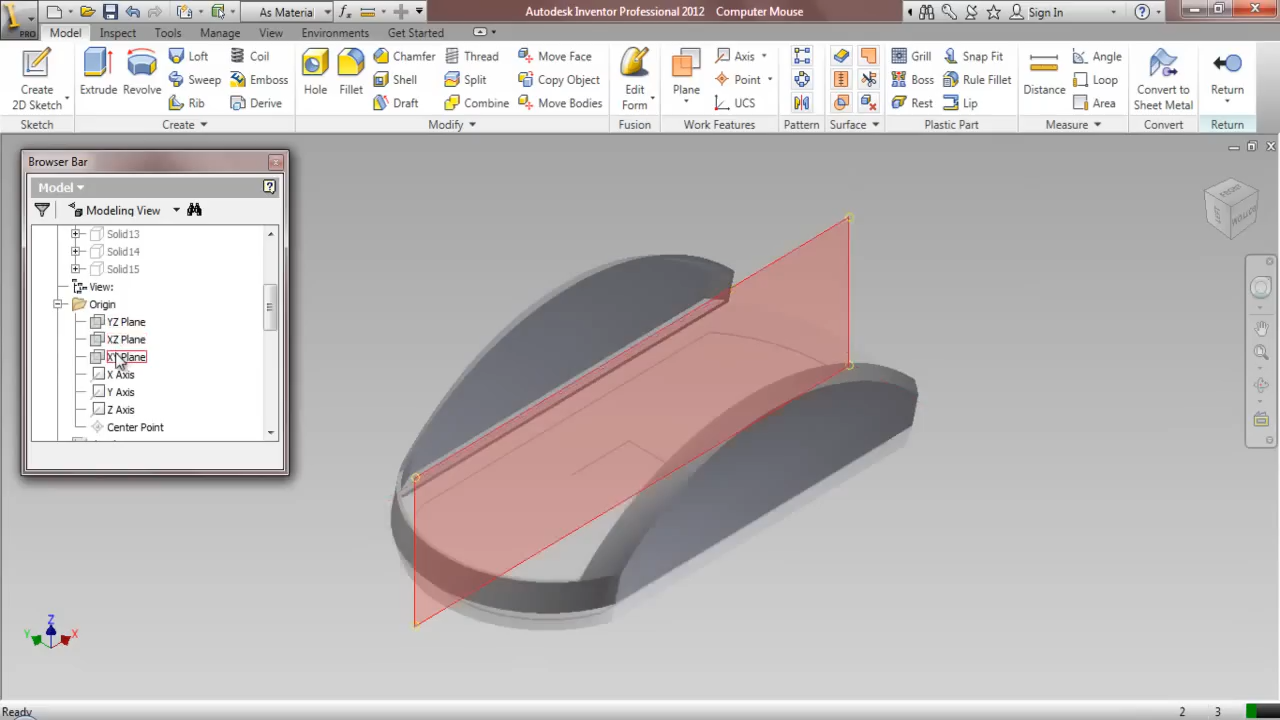 As Material
Autodesk Inventor Professional 2012 Computer Mouse
Sign In
PRO
Model Inspect Tools Manage View Environments Get Started
Create
2D Sketch
Extrude Revolve
Loft Coil
Sweep Emboss
Rib Derive
Hole Fillet
Chamfer Thread Move Face
Shell Split Copy Object
Draft Combine Move Bodies
Edit
Form
Plane
Axis
Point
UCS
Grill Snap Fit
Boss Rule Fillet
Rest Lip
Distance
Angle
Loop
Area
Convert to
Sheet Metal
Return
Sketch Create Modify Fusion Work Features Pattern Surface Plastic Part Measure Convert Return
Browser Bar
Model
Modeling View
Solid13
Solid14
Solid15
View:
Origin
YZ Plane
XZ Plane
XY Plane
X Axis
Y Axis
Z Axis
Center Point
FRONT
BOTTOM
Z
Y X
Ready 2 3